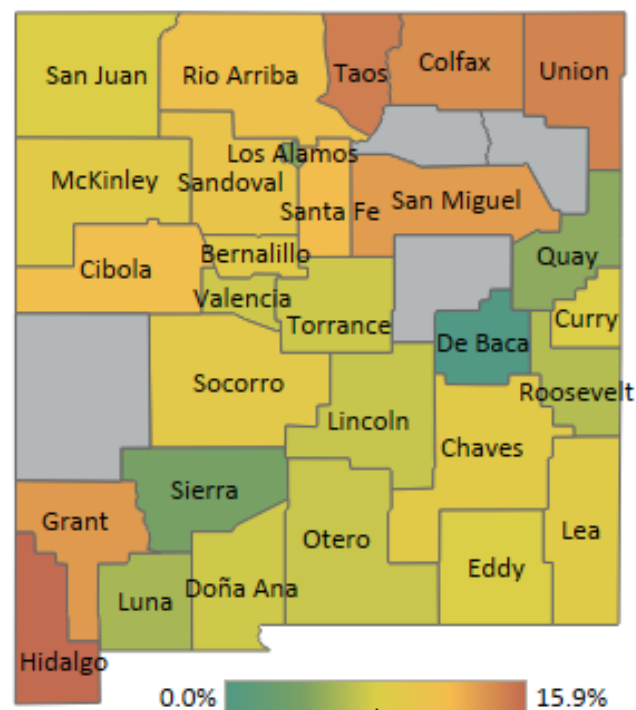 San Juan
Rio Arriba
Taos
Colfax
Union
Los Alamos
McKinley
Sandoval
Santa Fe
San Miguel
Bernalillo
Quay
Cibola
Valencia
Torrance
Curry
De Baca
Socorro
Roosevelt
Lincoln
Chaves
Sierra
Grant
Otero
Lea
Eddy
Luna
Doña Ana
Hidalgo
0.0%
15.9%